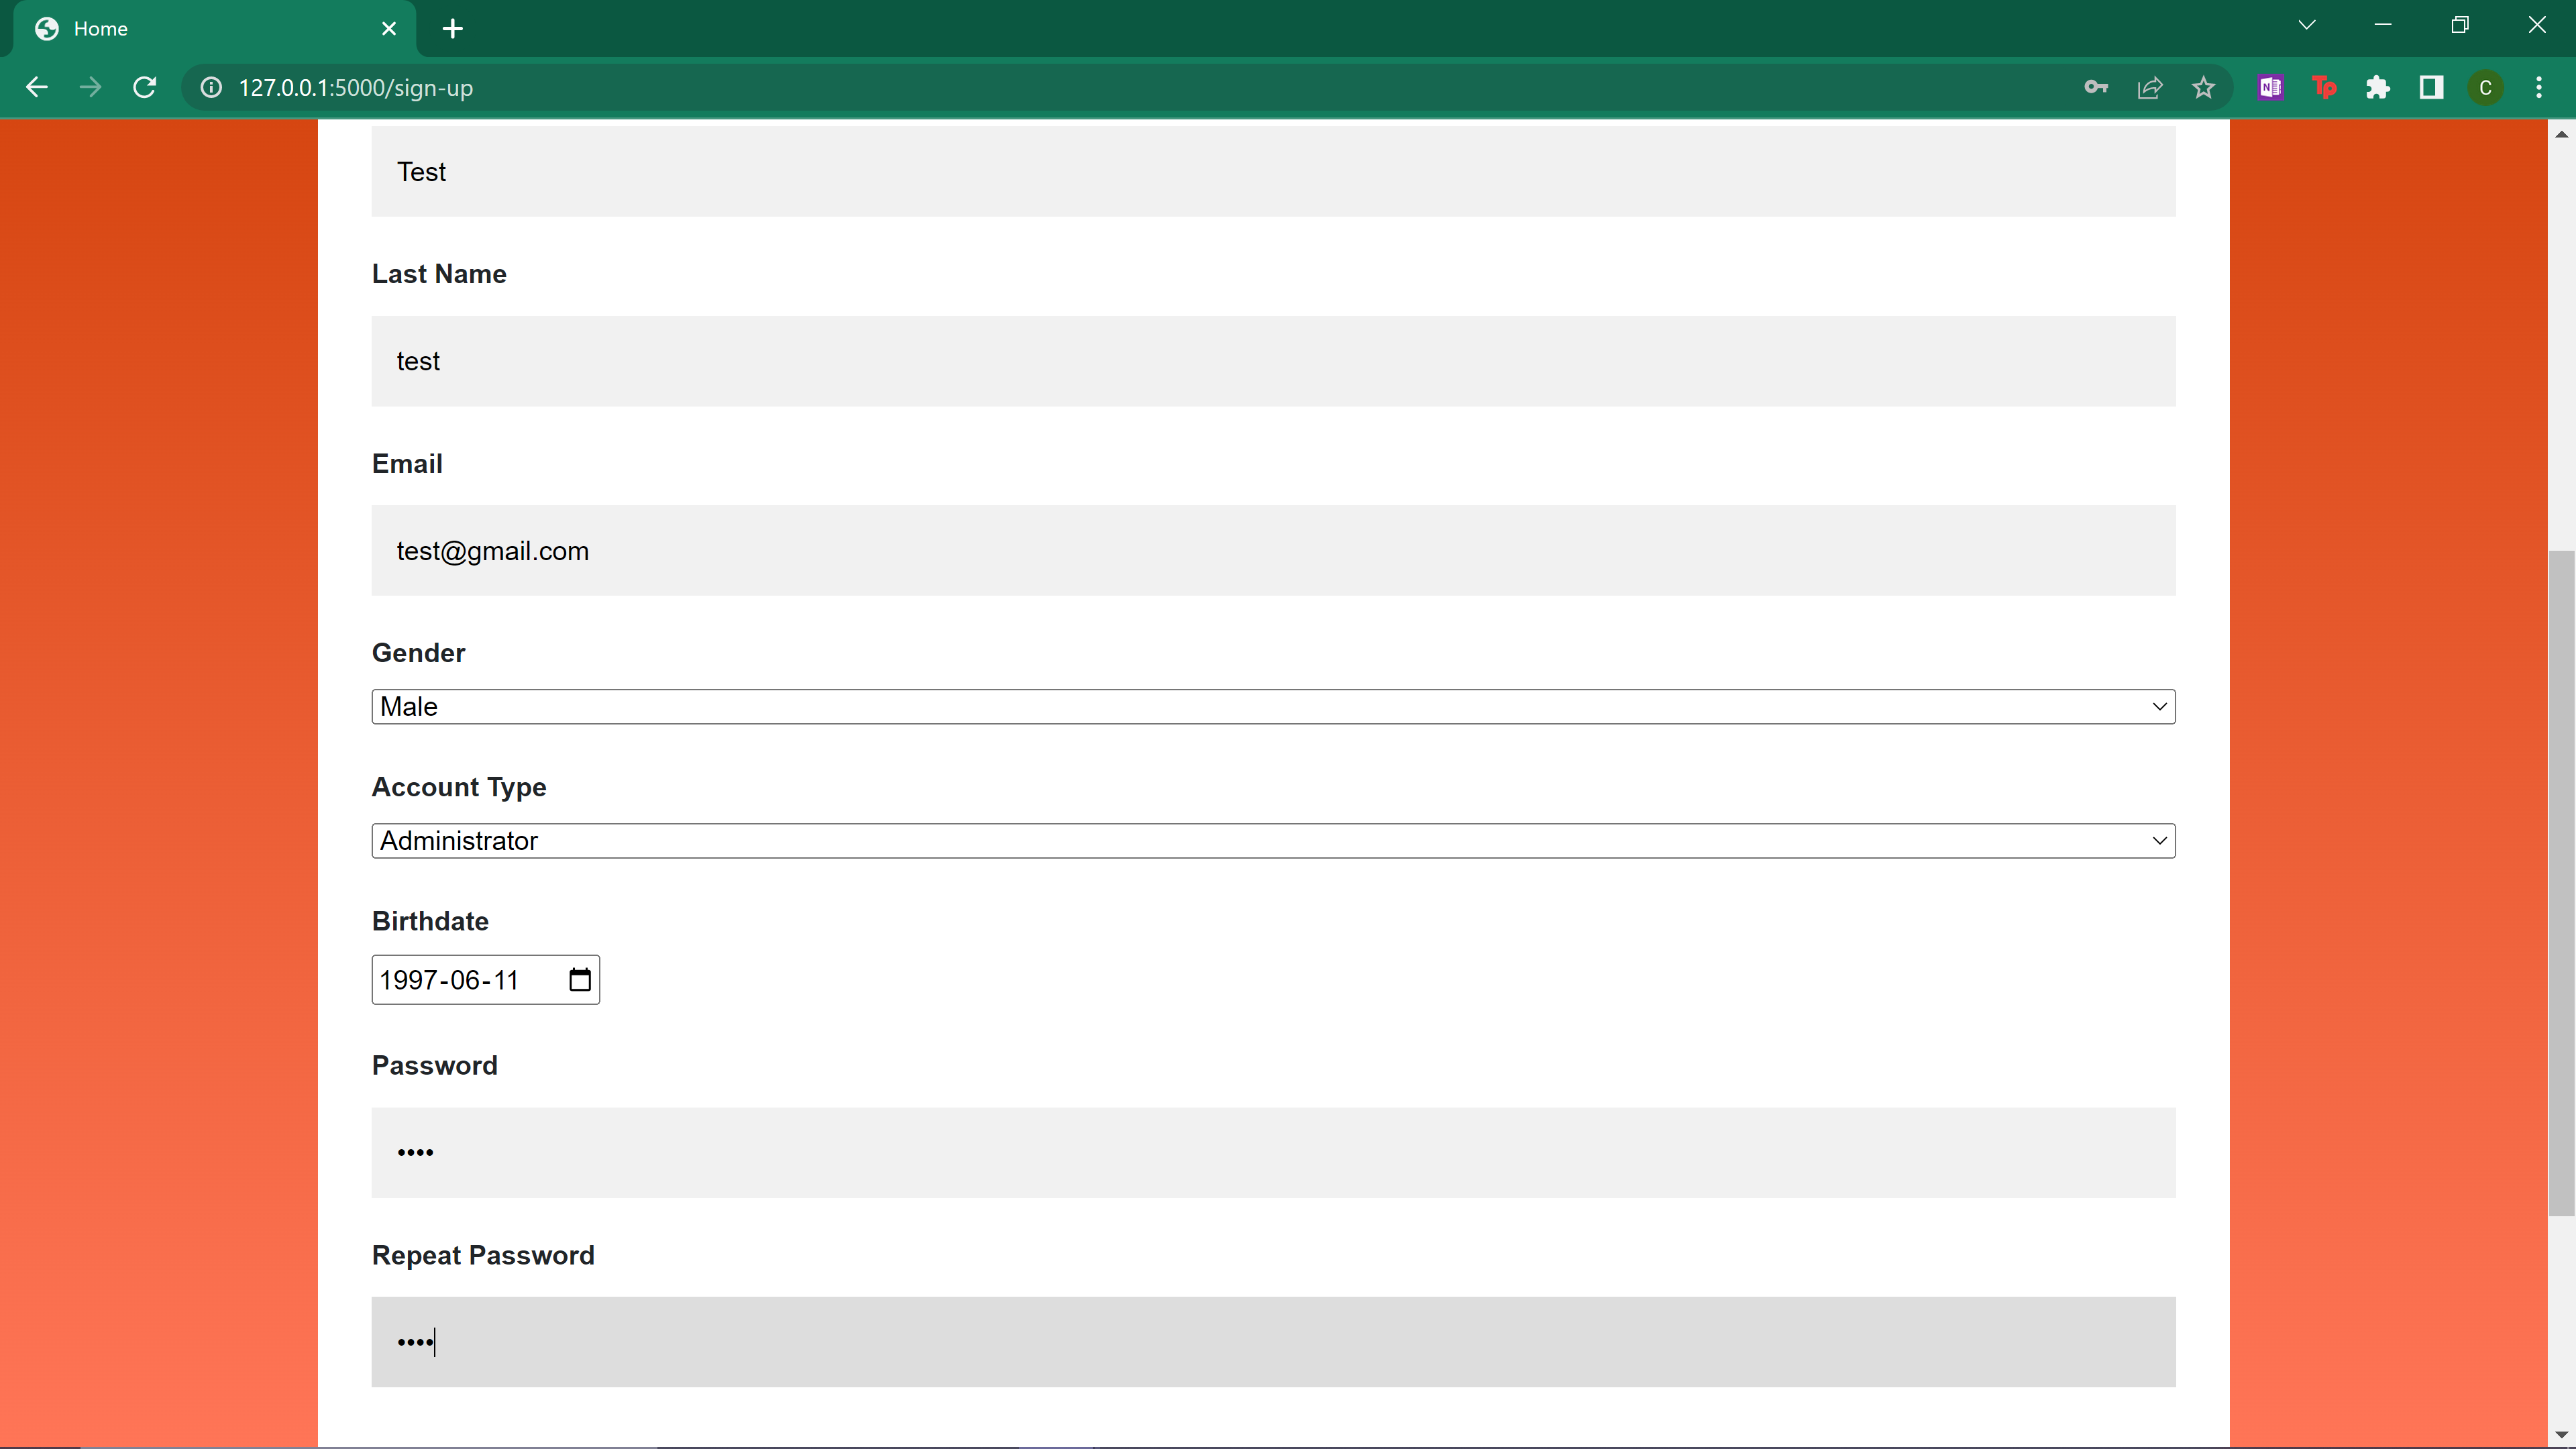 Home
127.0.0.1:5000/sign-up
N
Tp
C
Test
Last Name
test
Email
test@gmail.com
Gender
Male
Account Type
Administrator
Birthdate
1997-06-11
Password
••••
Repeat Password
••••